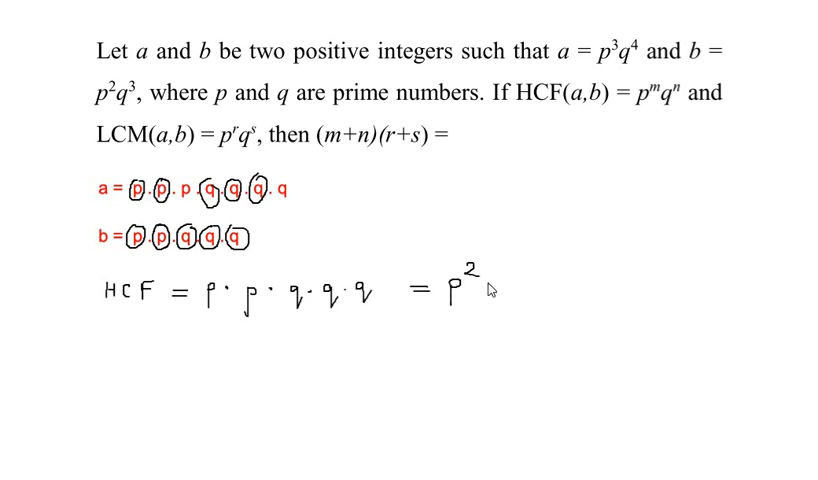 Let a and b be two positive integers such that a = p³q⁴ and b =
p²q³, where p and q are prime numbers. If HCF(a,b) = pᵐqⁿ and
LCM(a,b) = pʳqˢ, then (m+n)(r+s) =
a = p.p.p.q.q.q.q
b = p.p.q.q.q
HCF = p·p·q·q·q = p²